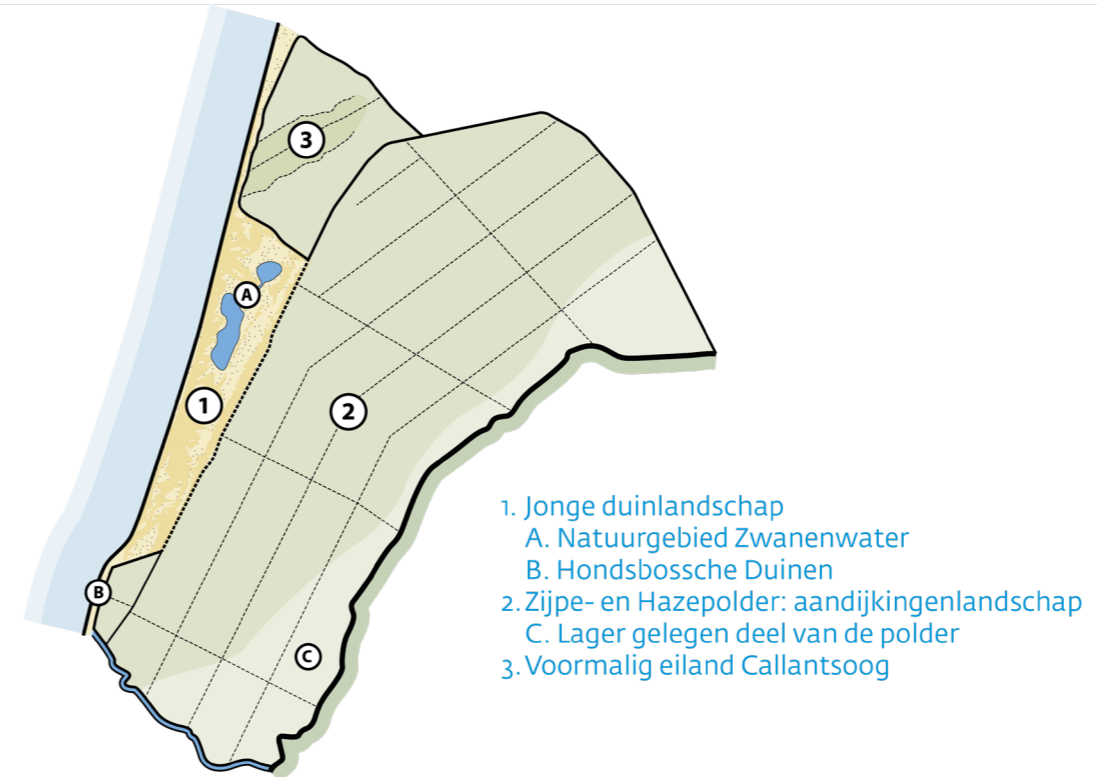 3
A
1
2
B
C
1. Jonge duinlandschap
A. Natuurgebied Zwanenwater
B. Hondsbossche Duinen
2. Zijpe- en Hazepolder: aandijkingenlandschap
C. Lager gelegen deel van de polder
3. Voormalig eiland Callantsoog